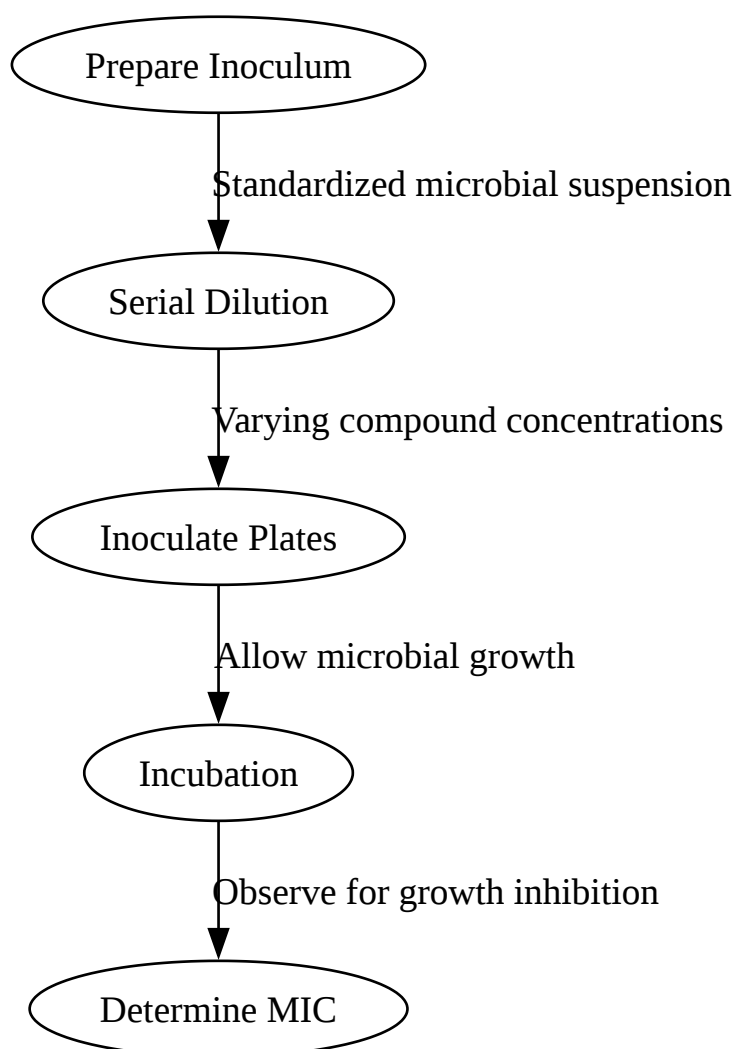 Prepare Inoculum
Standardized microbial suspension
Serial Dilution
Varying compound concentrations
Inoculate Plates
Allow microbial growth
Incubation
Observe for growth inhibition
Determine MIC